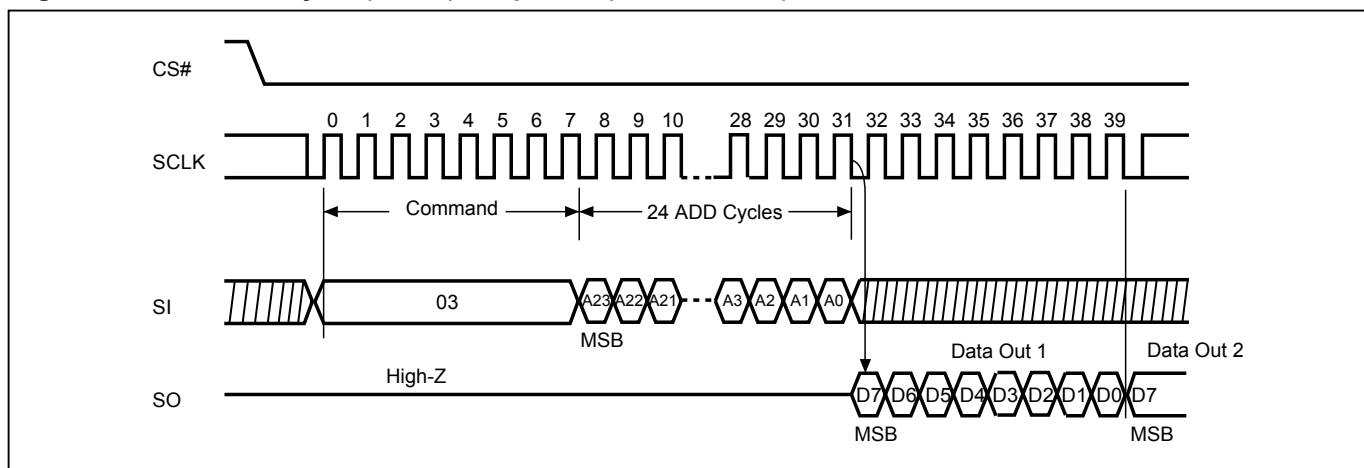 CS#
0 1 2 3 4 5 6 7 8 9 10 28 29 30 31 32 33 34 35 36 37 38 39
SCLK
Command 24 ADD Cycles
SI 03 A23 A22 A21 A3 A2 A1 A0
MSB
Data Out 1 Data Out 2
High-Z
SO D7 D6 D5 D4 D3 D2 D1 D0 D7
MSB MSB